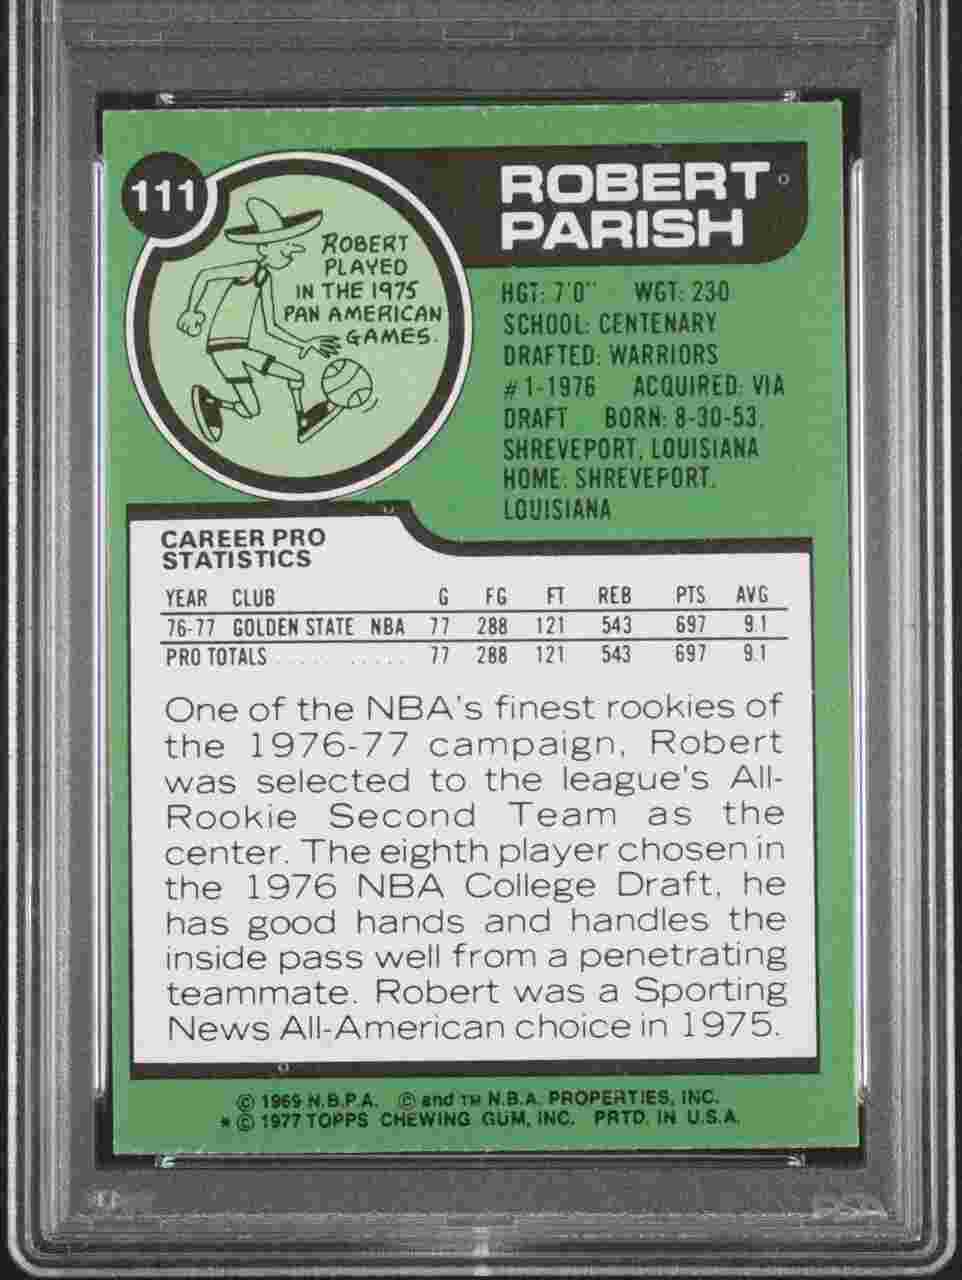 111
ROBERT
PARISH
ROBERT
PLAYED
IN THE 1975
PAN AMERICAN
GAMES.
HGT: 7'0" WGT: 230
SCHOOL: CENTENARY
DRAFTED: WARRIORS
#1-1976 ACQUIRED: VIA
DRAFT BORN: 8-30-53,
SHREVEPORT, LOUISIANA
HOME: SHREVEPORT,
LOUISIANA
CAREER PRO
STATISTICS
YEAR CLUB G FG FT REB PTS AVG
76-77 GOLDEN STATE NBA 77 288 121 543 697 9.1
PRO TOTALS . . . . . . . . . . . 77 288 121 543 697 9.1
One of the NBA's finest rookies of
the 1976-77 campaign, Robert
was selected to the league's All-
Rookie Second Team as the
center. The eighth player chosen in
the 1976 NBA College Draft, he
has good hands and handles the
inside pass well from a penetrating
teammate. Robert was a Sporting
News All-American choice in 1975.
© 1969 N.B.P.A. © and TM N.B.A. PROPERTIES, INC.
* © 1977 TOPPS CHEWING GUM, INC. PRTD. IN U.S.A.
PSA